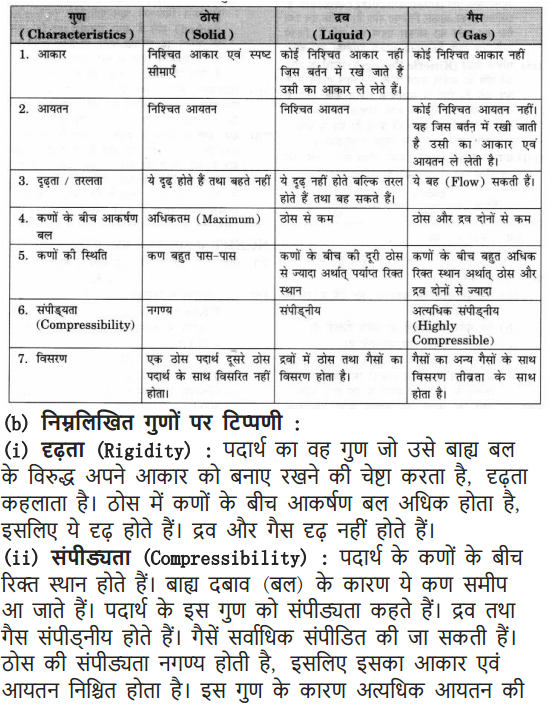 गुण ठोस द्रव गैस
( Characteristics ) ( Solid ) ( Liquid ) ( Gas )
1. आकार निश्चित आकार एवं स्पष्ट कोई निश्चित आकार नहीं कोई निश्चित आकार नहीं
सीमाएँ जिस बर्तन में रखे जाते हैं
उसी का आकार ले लेते हैं।
2. आयतन निश्चित आयतन निश्चित आयतन कोई निश्चित आयतन नहीं।
यह जिस बर्तन में रखी जाती
है उसी का आकार एवं
आयतन ले लेती है।
3. दृढ़ता / तरलता ये दृढ़ होते हैं तथा बहते नहीं ये दृढ़ नहीं होते बल्कि तरल ये बह (Flow) सकती हैं।
होते हैं तथा बह सकते हैं।
4. कणों के बीच आकर्षण अधिकतम (Maximum) ठोस से कम ठोस और द्रव दोनों से कम
बल
5. कणों की स्थिति कण बहुत पास-पास कणों के बीच की दूरी ठोस कणों के बीच बहुत अधिक
से ज्यादा अर्थात् पर्याप्त रिक्त रिक्त स्थान अर्थात् ठोस और
स्थान द्रव दोनों से ज्यादा
6. संपीड्यता नगण्य संपीड्नीय अत्यधिक संपीड्नीय
(Compressibility) (Highly
Compressible)
7. विसरण एक ठोस पदार्थ दूसरे ठोस द्रवों में ठोस तथा गैसों का गैसों का अन्य गैसों के साथ
पदार्थ के साथ विसरित नहीं विसरण होता है। विसरण तीव्रता के साथ
होता। होता है।
(b) निम्नलिखित गुणों पर टिप्पणी :
(i) दृढ़ता (Rigidity) : पदार्थ का वह गुण जो उसे बाह्य बल
के विरुद्ध अपने आकार को बनाए रखने की चेष्टा करता है, दृढ़ता
कहलाता है। ठोस में कणों के बीच आकर्षण बल अधिक होता है,
इसलिए ये दृढ़ होते हैं। द्रव और गैस दृढ़ नहीं होते हैं।
(ii) संपीड्यता (Compressibility) : पदार्थ के कणों के बीच
रिक्त स्थान होते हैं। बाह्य दबाव (बल) के कारण ये कण समीप
आ जाते हैं। पदार्थ के इस गुण को संपीड्यता कहते हैं। द्रव तथा
गैस संपीड्नीय होते हैं। गैसें सर्वाधिक संपीडित की जा सकती हैं।
ठोस की संपीड्यता नगण्य होती है, इसलिए इसका आकार एवं
आयतन निश्चित होता है। इस गुण के कारण अत्यधिक आयतन की